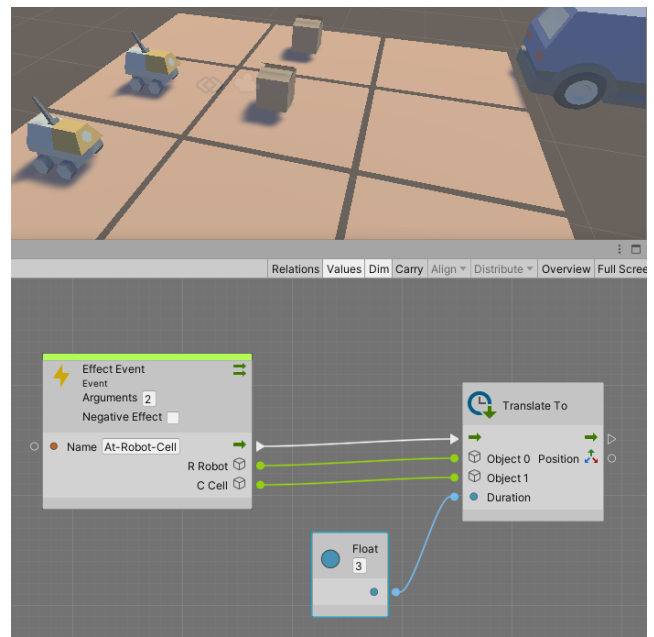 Relations Values Dim Carry Align Distribute Overview Full Scree
Effect Event
Event
Arguments 2
Negative Effect
Name At-Robot-Cell
R Robot
C Cell
Translate To
Object 0 Position
Object 1
Duration
Float
3